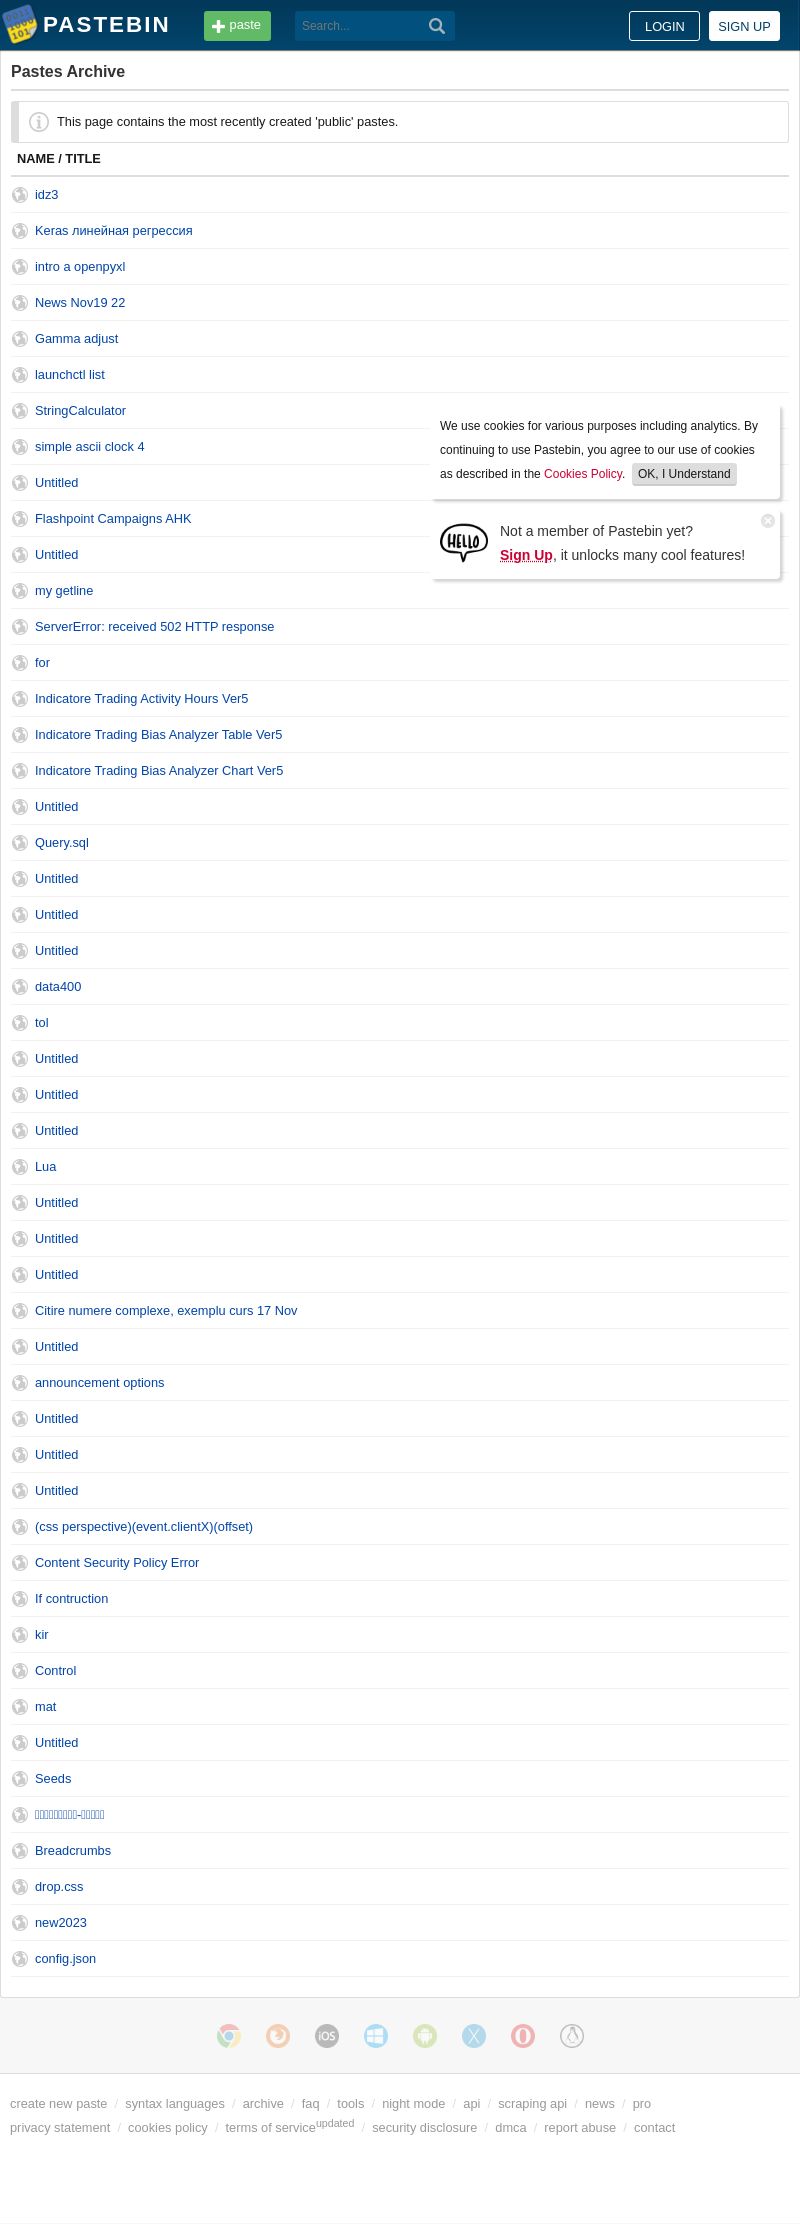 PASTEBIN
paste
Search...
LOGIN
SIGN UP
Pastes Archive
This page contains the most recently created 'public' pastes.
NAME / TITLE
idz3
Keras линейная регрессия
intro a openpyxl
News Nov19 22
Gamma adjust
launchctl list
StringCalculator
simple ascii clock 4
Untitled
Flashpoint Campaigns AHK
Untitled
my getline
We use cookies for various purposes including analytics. By
continuing to use Pastebin, you agree to our use of cookies
as described in the Cookies Policy. OK, I Understand
HELLO
Not a member of Pastebin yet?
Sign Up, it unlocks many cool features!
ServerError: received 502 HTTP response
for
Indicatore Trading Activity Hours Ver5
Indicatore Trading Bias Analyzer Table Ver5
Indicatore Trading Bias Analyzer Chart Ver5
Untitled
Query.sql
Untitled
Untitled
Untitled
data400
tol
Untitled
Untitled
Untitled
Lua
Untitled
Untitled
Untitled
Citire numere complexe, exemplu curs 17 Nov
Untitled
announcement options
Untitled
Untitled
Untitled
(css perspective)(event.clientX)(offset)
Content Security Policy Error
If contruction
kir
Control
mat
Untitled
Seeds
Breadcrumbs
drop.css
new2023
config.json
iOS
create new paste / syntax languages / archive / faq / tools / night mode / api / scraping api / news / pro
privacy statement / cookies policy / terms of serviceupdated / security disclosure / dmca / report abuse / contact